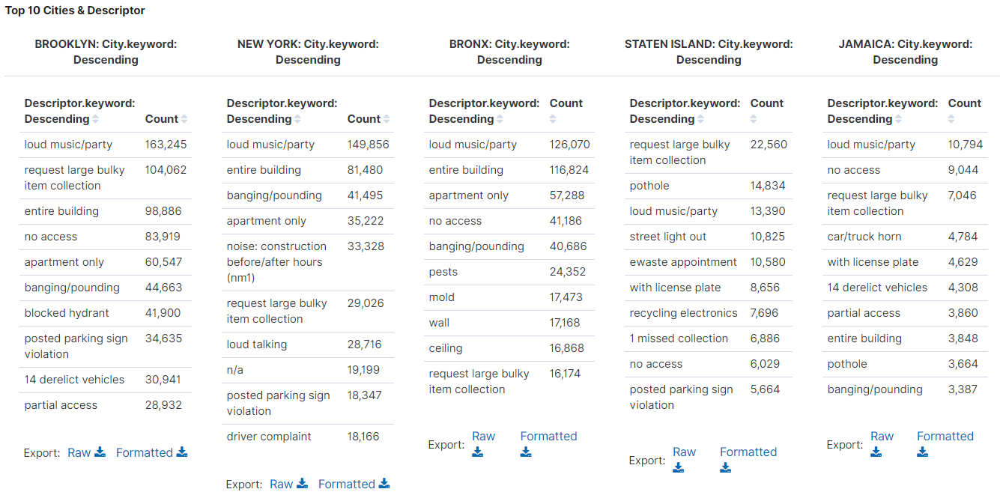 Top 10 Cities & Descriptor
BROOKLYN: City.keyword:
Descending
Descriptor.keyword:
Descending Count
loud music/party 163,245
request large bulky
item collection 104,062
entire building 98,886
no access 83,919
apartment only 60,547
banging/pounding 44,663
blocked hydrant 41,900
posted parking sign
violation 34,635
14 derelict vehicles 30,941
partial access 28,932
Export: Raw Formatted
NEW YORK: City.keyword:
Descending
Descriptor.keyword:
Descending Count
loud music/party 149,856
entire building 81,480
banging/pounding 41,495
apartment only 35,222
noise: construction 33,328
before/after hours
(nm1)
request large bulky 29,026
item collection
loud talking 28,716
n/a 19,199
posted parking sign 18,347
violation
driver complaint 18,166
Export: Raw Formatted
BRONX: City.keyword:
Descending
Descriptor.keyword: Count
Descending
loud music/party 126,070
entire building 116,824
apartment only 57,288
no access 41,186
banging/pounding 40,686
pests 24,352
mold 17,473
wall 17,168
ceiling 16,868
request large bulky 16,174
item collection
Export: Raw Formatted
STATEN ISLAND: City.keyword:
Descending
Descriptor.keyword: Count
Descending
request large bulky 22,560
item collection
pothole 14,834
loud music/party 13,390
street light out 10,825
ewaste appointment 10,580
with license plate 8,656
recycling electronics 7,696
1 missed collection 6,886
no access 6,029
posted parking sign 5,664
violation
Export: Raw Formatted
JAMAICA: City.keyword:
Descending
Descriptor.keyword: Count
Descending
loud music/party 10,794
no access 9,044
request large bulky 7,046
item collection
car/truck horn 4,784
with license plate 4,629
14 derelict vehicles 4,308
partial access 3,860
entire building 3,848
pothole 3,664
banging/pounding 3,387
Export: Raw Formatted